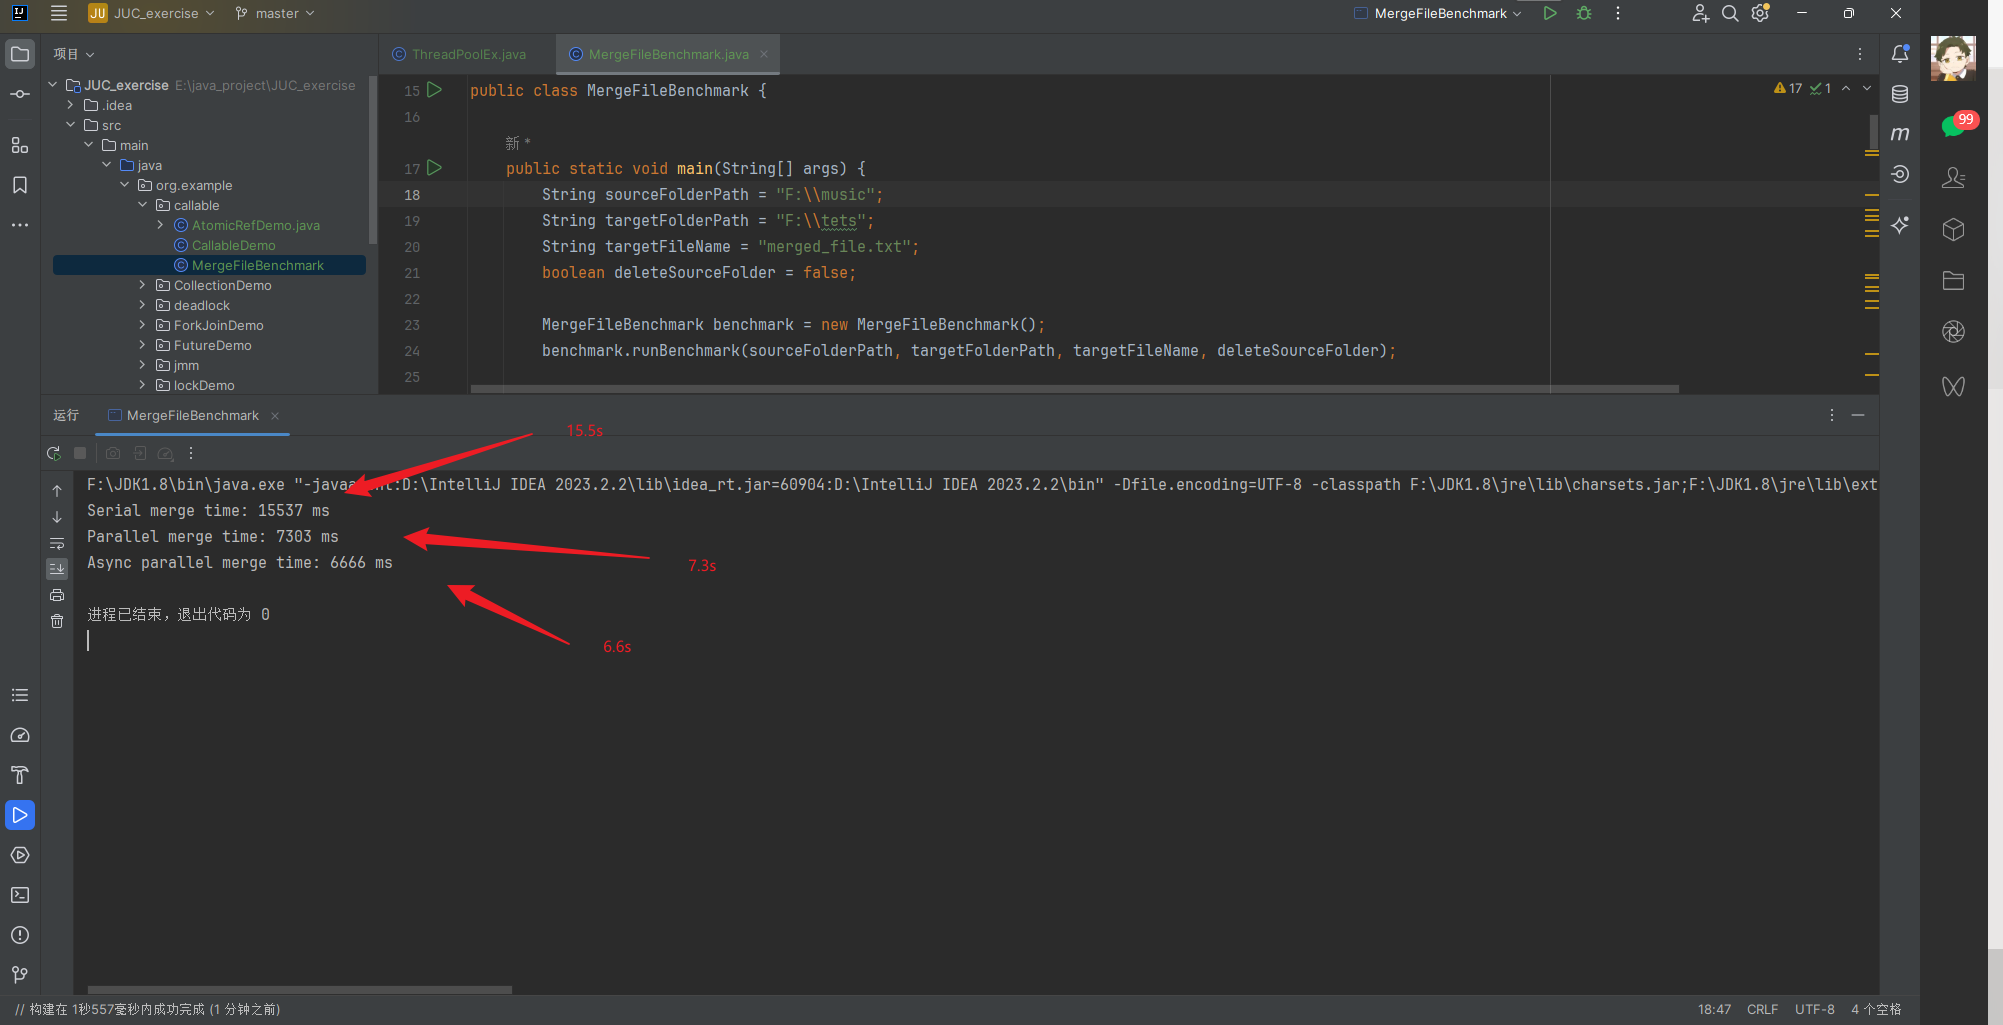 JU JUC_exercise master MergeFileBenchmark
项目
JUC_exercise E:\java_project\JUC_exercise
.idea
src
main
java
org.example
callable
AtomicRefDemo.java
CallableDemo
MergeFileBenchmark
CollectionDemo
deadlock
ForkJoinDemo
FutureDemo
jmm
lockDemo
ThreadPoolEx.java MergeFileBenchmark.java
17 1
15 public class MergeFileBenchmark {
16
新 *
17 public static void main(String[] args) {
18 String sourceFolderPath = "F:\\music";
19 String targetFolderPath = "F:\\tets";
20 String targetFileName = "merged_file.txt";
21 boolean deleteSourceFolder = false;
22
23 MergeFileBenchmark benchmark = new MergeFileBenchmark();
24 benchmark.runBenchmark(sourceFolderPath, targetFolderPath, targetFileName, deleteSourceFolder);
25
99
运行 MergeFileBenchmark
15.5s
F:\JDK1.8\bin\java.exe "-javaagent:D:\IntelliJ IDEA 2023.2.2\lib\idea_rt.jar=60904:D:\IntelliJ IDEA 2023.2.2\bin" -Dfile.encoding=UTF-8 -classpath F:\JDK1.8\jre\lib\charsets.jar;F:\JDK1.8\jre\lib\ext
Serial merge time: 15537 ms
Parallel merge time: 7303 ms
Async parallel merge time: 6666 ms
7.3s
进程已结束，退出代码为 0
6.6s
// 构建在 1秒557毫秒内成功完成 (1 分钟之前)
18:47 CRLF UTF-8 4 个空格